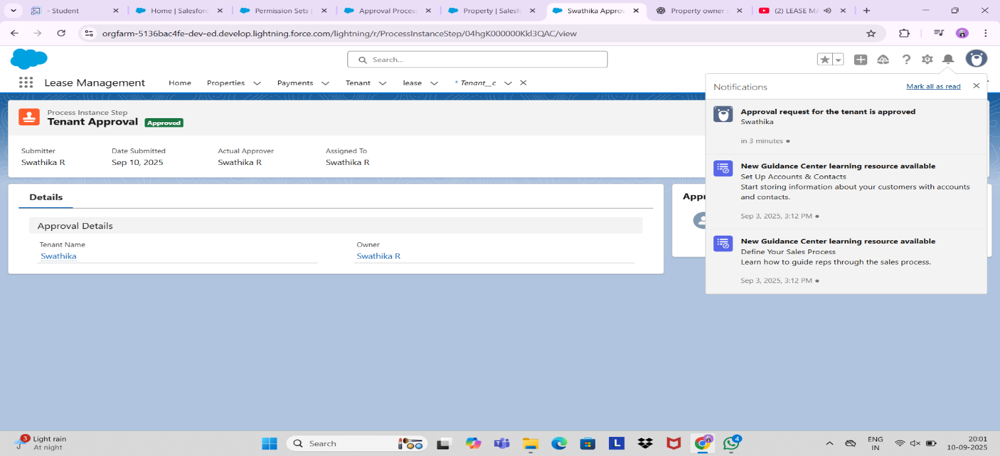 - Student
Home | Salesforc
Permission Sets |
Approval Process
Property | Salesf
Swathika Approv
Property owner s
(2) LEASE MA
orgfarm-5136bac4fe-dev-ed.develop.lightning.force.com/lightning/r/ProcessInstanceStep/04hgK000000Kkl3QAC/view
Search...
Lease Management
Home
Properties
Payments
Tenant
lease
* Tenant__c
Process Instance Step
Tenant Approval
Approved
Submitter
Swathika R
Date Submitted
Sep 10, 2025
Actual Approver
Swathika R
Assigned To
Swathika R
Details
Approval Details
Tenant Name
Swathika
Owner
Swathika R
Appr
Notifications
Mark all as read
Approval request for the tenant is approved
Swathika
in 3 minutes
New Guidance Center learning resource available
Set Up Accounts & Contacts
Start storing information about your customers with accounts
and contacts.
Sep 3, 2025, 3:12 PM
New Guidance Center learning resource available
Define Your Sales Process
Learn how to guide reps through the sales process.
Sep 3, 2025, 3:12 PM
3
Light rain
At night
Search
L
4
ENG
IN
20:01
10-09-2025